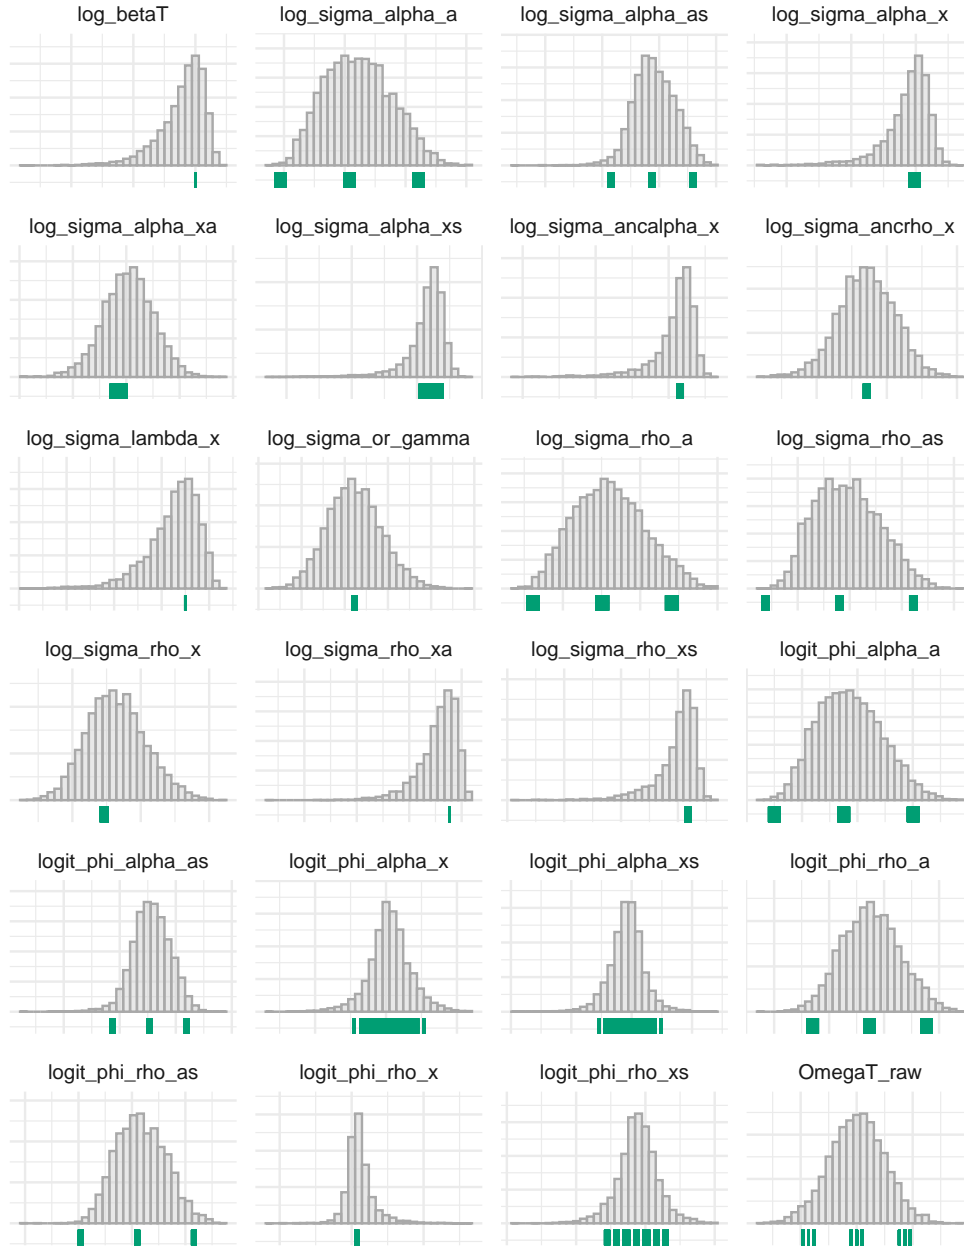 log_betaT
log_sigma_alpha_a
log_sigma_alpha_as
log_sigma_alpha_x
log_sigma_alpha_xa
log_sigma_alpha_xs
log_sigma_ancalpha_x
log_sigma_ancrho_x
log_sigma_lambda_x
log_sigma_or_gamma
log_sigma_rho_a
log_sigma_rho_as
log_sigma_rho_x
log_sigma_rho_xa
log_sigma_rho_xs
logit_phi_alpha_a
logit_phi_alpha_as
logit_phi_alpha_x
logit_phi_alpha_xs
logit_phi_rho_a
logit_phi_rho_as
logit_phi_rho_x
logit_phi_rho_xs
OmegaT_raw